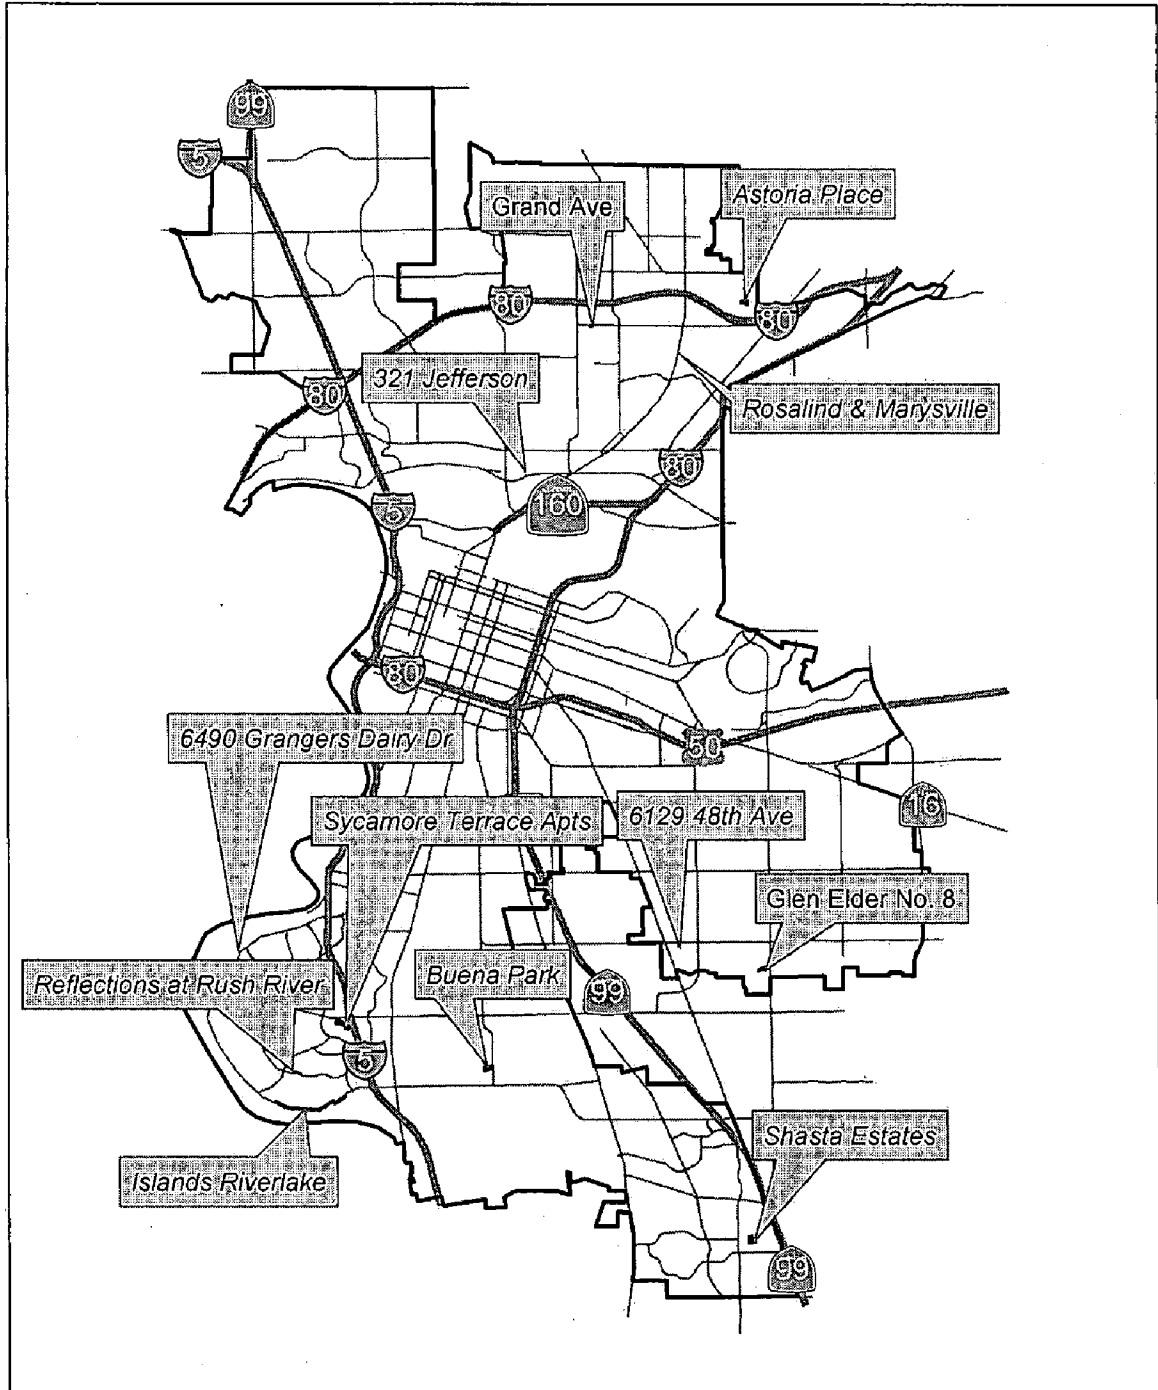 99
5
Grand Ave
Astoria Place
80
80
321 Jefferson
80
Rosalind & Marysville
80
160
5
80
6490 Grangers Dairy Dr
50
Sycamore Terrace Apts
6129 48th Ave
16
Glen Elder No. 8
Reflections at Rush River
Buena Park
99
5
Shasta Estates
Islands Riverlake
99